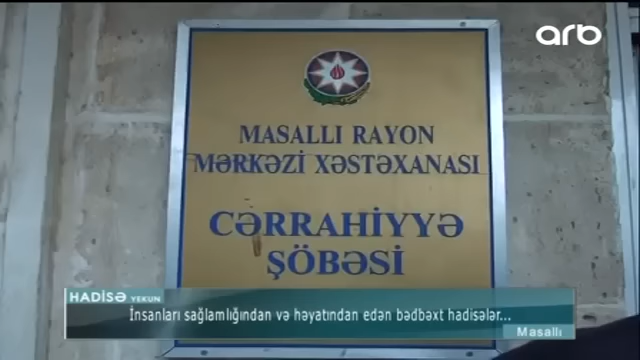 arb
MASALLI RAYON
MƏRKƏZİ XƏSTƏXANASI
CƏRRAHİYYƏ
ŞÖBƏSİ
HADİSƏ YEKUN
İnsanları sağlamlığından və həyatından edən bədbəxt hadisələr...
Masallı